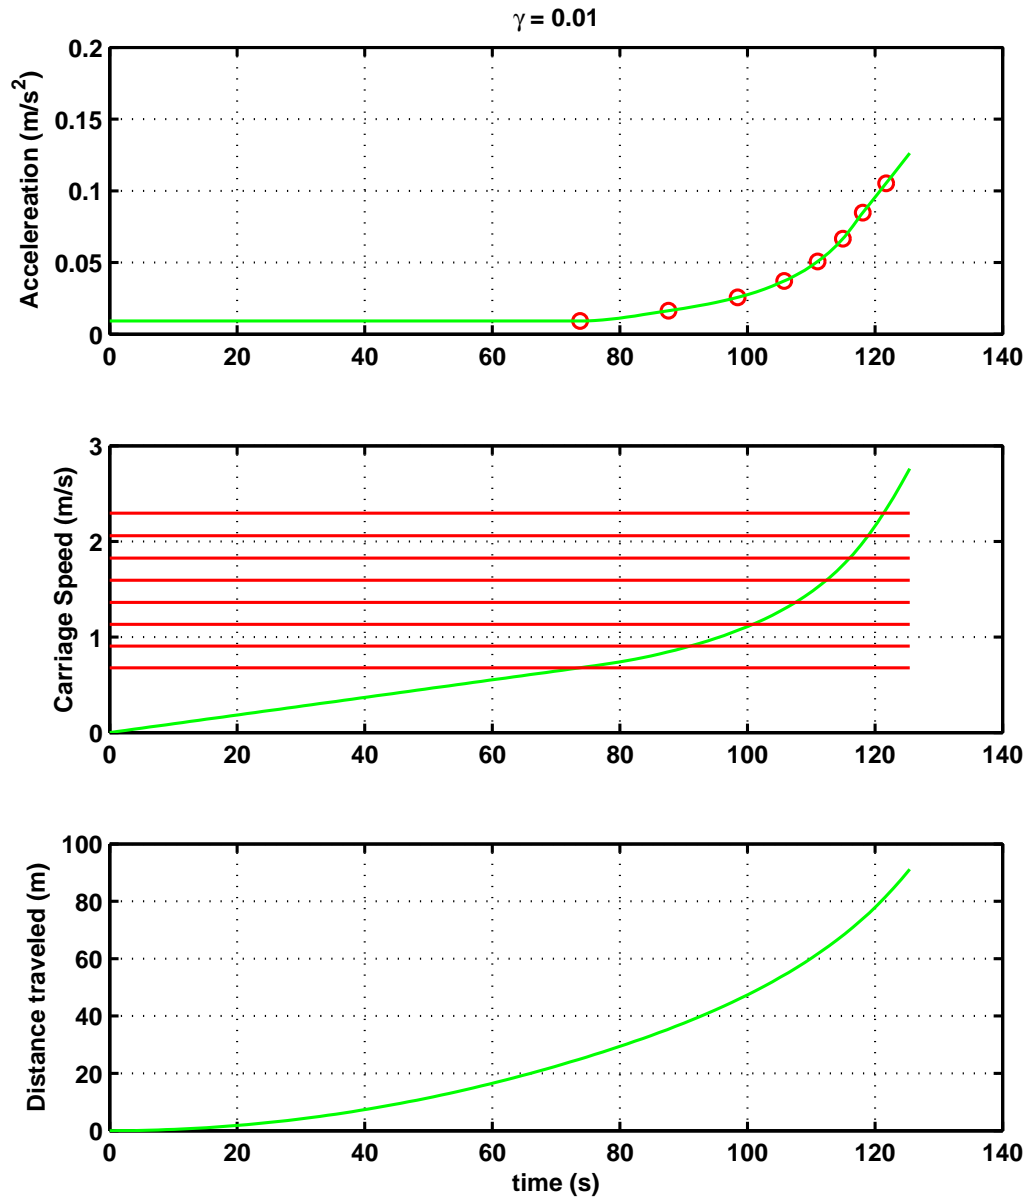 γ = 0.01
Accelereation (m/s²)
0.2
0.15
0.1
0.05
0
0 20 40 60 80 100 120 140
Carriage Speed (m/s)
3
2
1
0
0 20 40 60 80 100 120 140
Distance traveled (m)
100
80
60
40
20
0
0 20 40 60 80 100 120 140
time (s)